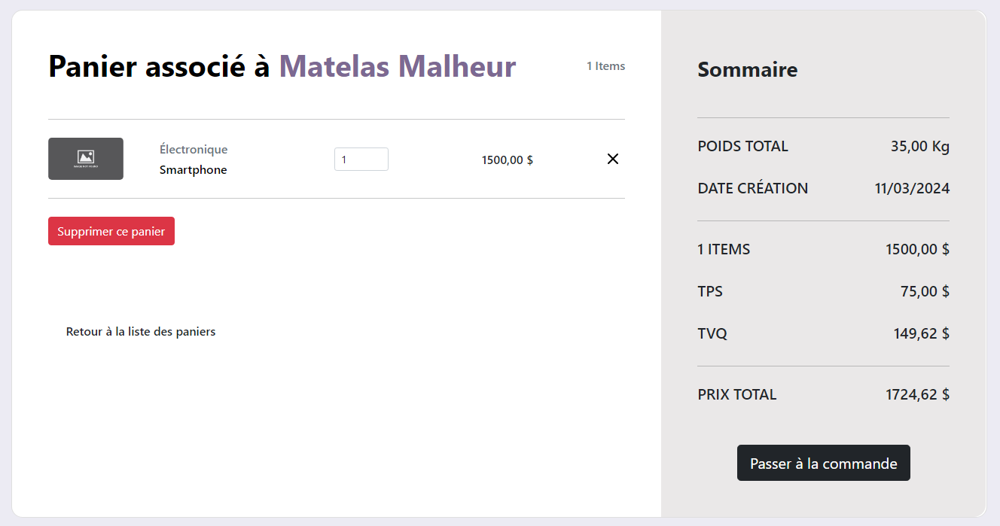 Panier associé à Matelas Malheur
1 Items
Électronique
Smartphone
1
1500,00 $
Supprimer ce panier
Retour à la liste des paniers
Sommaire
POIDS TOTAL 35,00 Kg
DATE CRÉATION 11/03/2024
1 ITEMS 1500,00 $
TPS 75,00 $
TVQ 149,62 $
PRIX TOTAL 1724,62 $
Passer à la commande